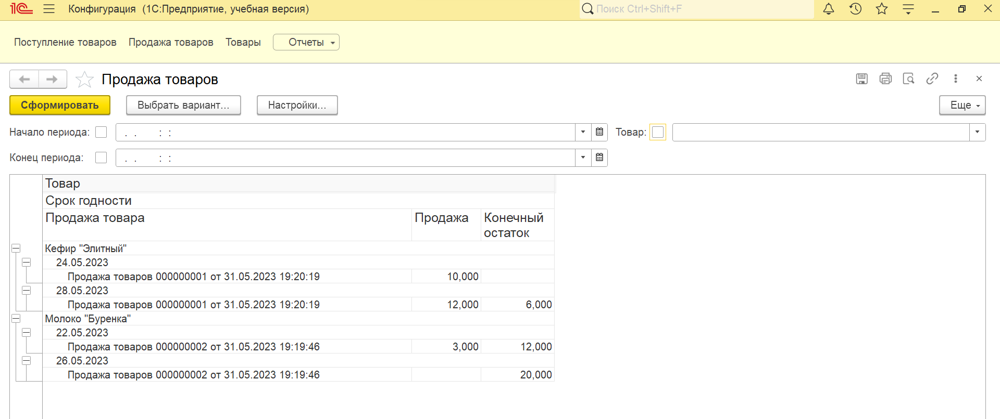 1С Конфигурация (1С:Предприятие, учебная версия) Поиск Ctrl+Shift+F
Поступление товаров Продажа товаров Товары Отчеты
Продажа товаров
Сформировать Выбрать вариант... Настройки... Еще
Начало периода: . . : : Товар:
Конец периода: . . : :
Товар
Срок годности
Продажа товара Продажа Конечный
остаток
Кефир "Элитный"
24.05.2023
Продажа товаров 000000001 от 31.05.2023 19:20:19 10,000
28.05.2023
Продажа товаров 000000001 от 31.05.2023 19:20:19 12,000 6,000
Молоко "Буренка"
22.05.2023
Продажа товаров 000000002 от 31.05.2023 19:19:46 3,000 12,000
26.05.2023
Продажа товаров 000000002 от 31.05.2023 19:19:46 20,000